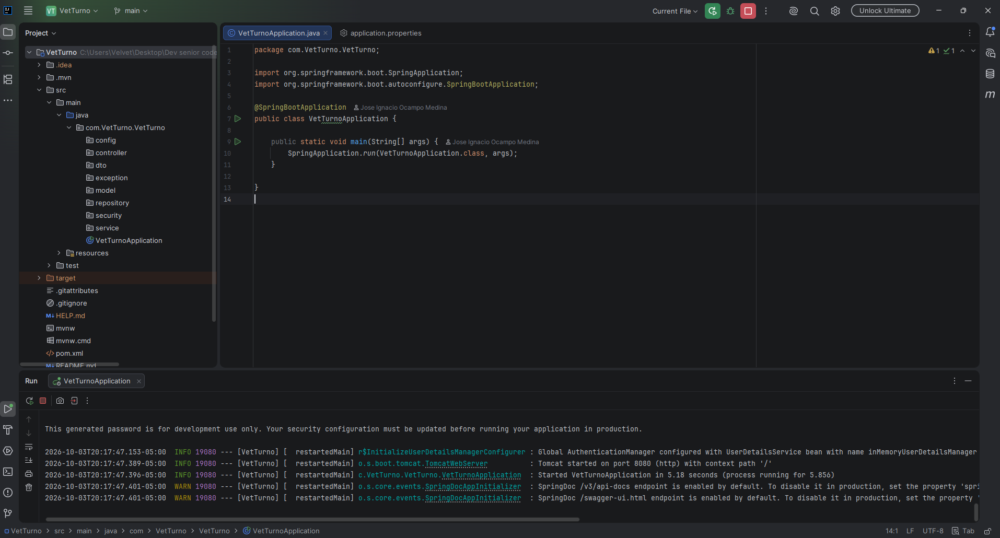 VT VetTurno main Current File Unlock Ultimate
Project
VetTurnoApplication.java application.properties
VetTurno C:\Users\Velvet\Desktop\Dev senior code
.idea
.mvn
src
main
java
com.VetTurno.VetTurno
config
controller
dto
exception
model
repository
security
service
VetTurnoApplication
resources
test
target
.gitattributes
.gitignore
M↓ HELP.md
mvnw
mvnw.cmd
</> pom.xml
M↓ README.md
1 package com.VetTurno.VetTurno;
2
3 import org.springframework.boot.SpringApplication;
4 import org.springframework.boot.autoconfigure.SpringBootApplication;
5
6 @SpringBootApplication Jose Ignacio Ocampo Medina
7 public class VetTurnoApplication {
8
9 public static void main(String[] args) { Jose Ignacio Ocampo Medina
10 SpringApplication.run(VetTurnoApplication.class, args);
11 }
12
13 }
14
1 1
m
Run VetTurnoApplication
This generated password is for development use only. Your security configuration must be updated before running your application in production.
2026-10-03T20:17:47.153-05:00 INFO 19080 --- [VetTurno] [ restartedMain] r$InitializeUserDetailsManagerConfigurer : Global AuthenticationManager configured with UserDetailsService bean with name inMemoryUserDetailsManager
2026-10-03T20:17:47.389-05:00 INFO 19080 --- [VetTurno] [ restartedMain] o.s.boot.tomcat.TomcatWebServer : Tomcat started on port 8080 (http) with context path '/'
2026-10-03T20:17:47.396-05:00 INFO 19080 --- [VetTurno] [ restartedMain] c.VetTurno.VetTurno.VetTurnoApplication : Started VetTurnoApplication in 5.18 seconds (process running for 5.856)
2026-10-03T20:17:47.401-05:00 WARN 19080 --- [VetTurno] [ restartedMain] o.s.core.events.SpringDocAppInitializer : SpringDoc /v3/api-docs endpoint is enabled by default. To disable it in production, set the property 'spri
2026-10-03T20:17:47.401-05:00 WARN 19080 --- [VetTurno] [ restartedMain] o.s.core.events.SpringDocAppInitializer : SpringDoc /swagger-ui.html endpoint is enabled by default. To disable it in production, set the property '
VetTurno > src > main > java > com > VetTurno > VetTurno > VetTurnoApplication 14:1 LF UTF-8 Tab